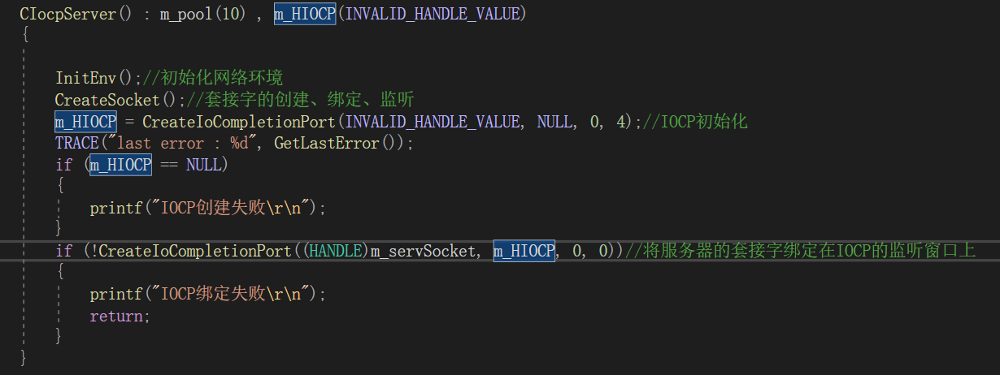 CIocpServer() : m_pool(10) , m_HIOCP(INVALID_HANDLE_VALUE)
{
InitEnv();//初始化网络环境
CreateSocket();//套接字的创建、绑定、监听
m_HIOCP = CreateIoCompletionPort(INVALID_HANDLE_VALUE, NULL, 0, 4);//IOCP初始化
TRACE("last error : %d", GetLastError());
if (m_HIOCP == NULL)
{
printf("IOCP创建失败\r\n");
}
if (!CreateIoCompletionPort((HANDLE)m_servSocket, m_HIOCP, 0, 0))//将服务器的套接字绑定在IOCP的监听窗口上
{
printf("IOCP绑定失败\r\n");
return;
}
}